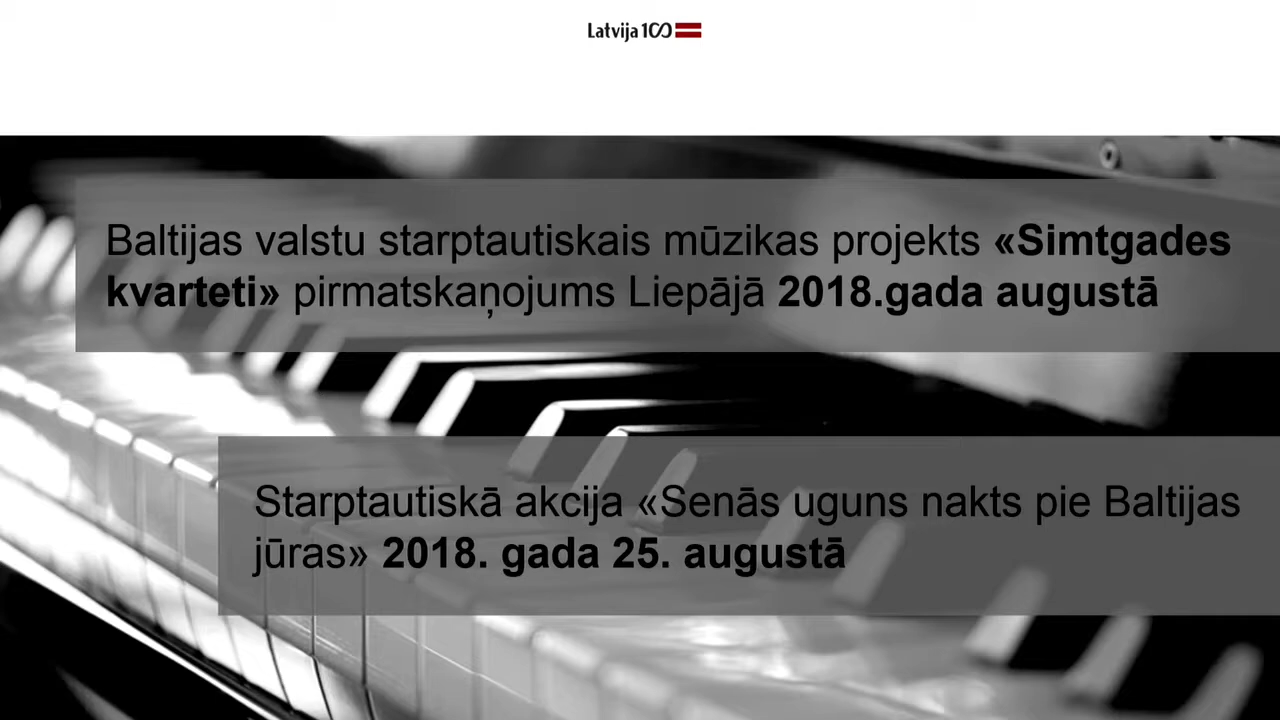 Latvija 100
Baltijas valstu starptautiskais mūzikas projekts «Simtgades
kvarteti» pirmatskaņojums Liepājā 2018.gada augustā
Starptautiskā akcija «Senās uguns nakts pie Baltijas
jūras» 2018. gada 25. augustā